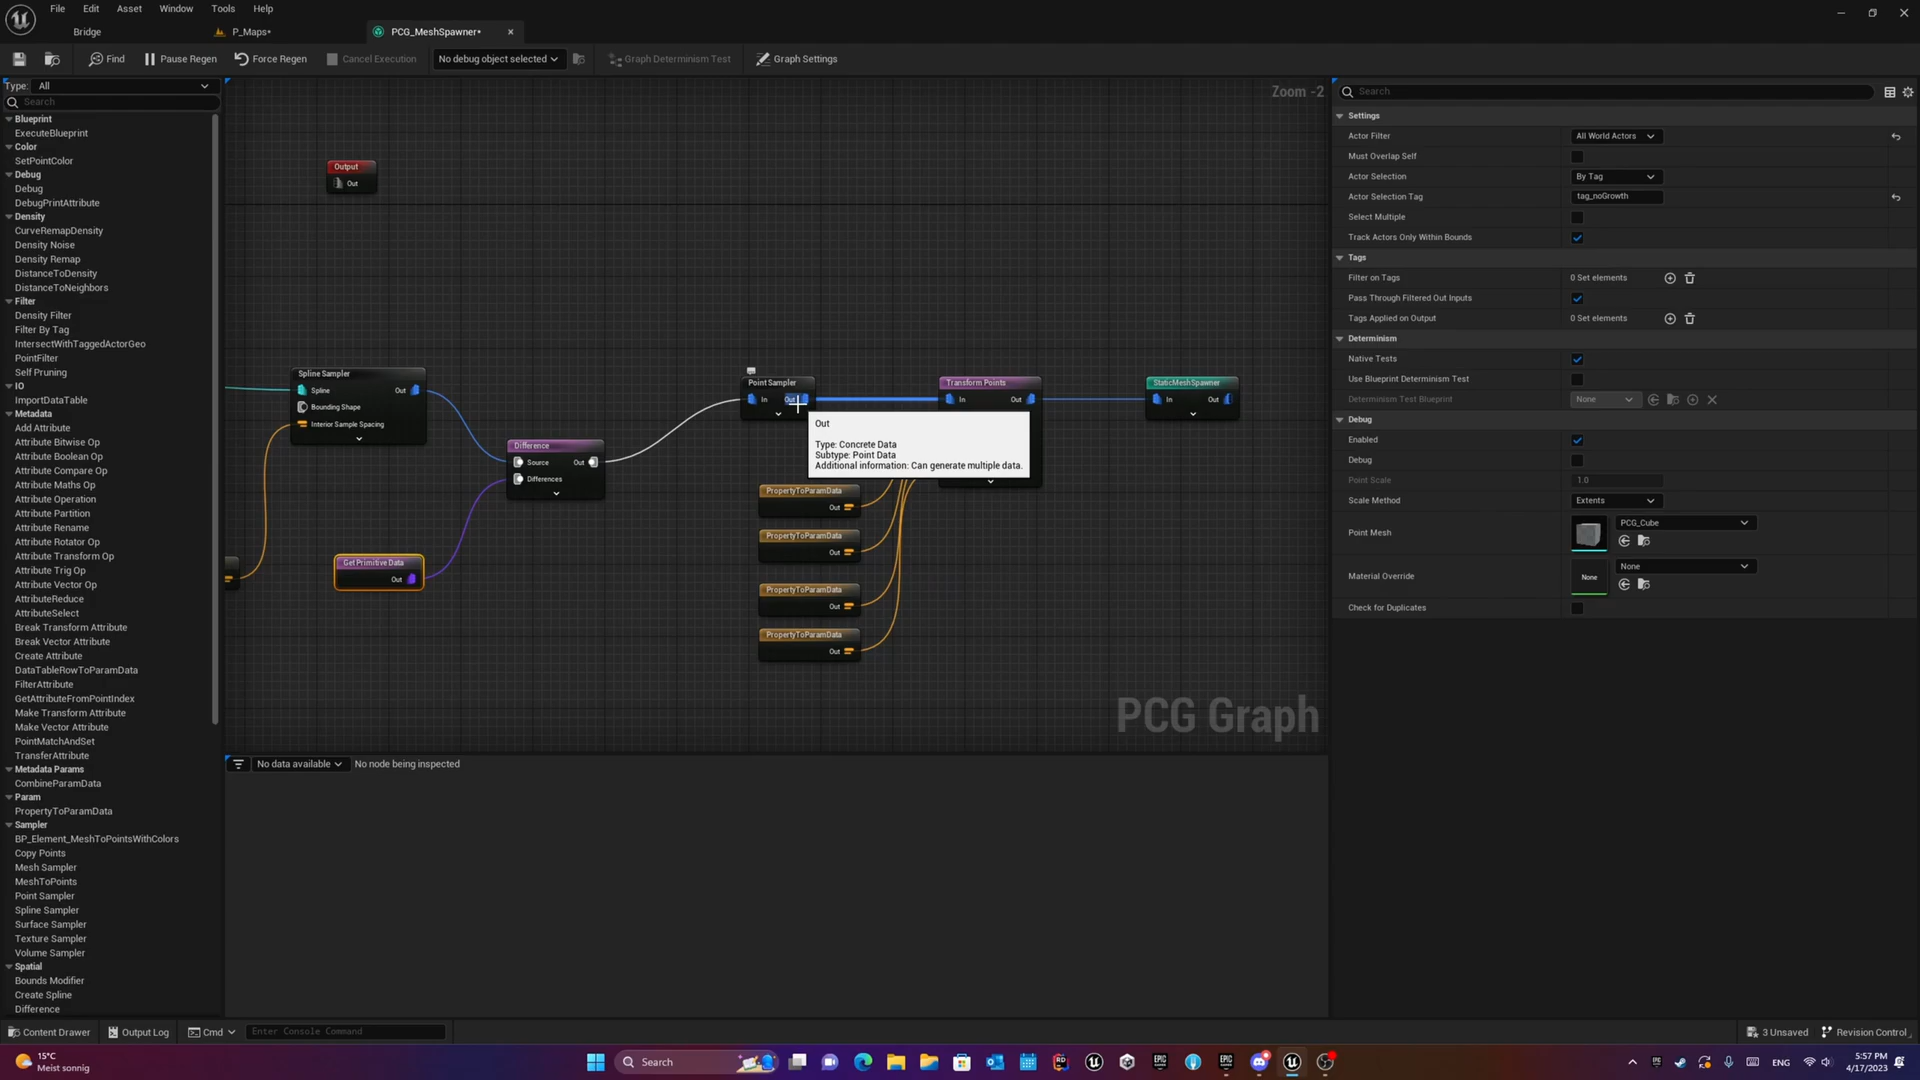 File Edit Asset Window Tools Help
Bridge
P_Maps*
PCG_MeshSpawner*
Find
Pause Regen
Force Regen
Cancel Execution
No debug object selected
Graph Determinism Test
Graph Settings
Type: All
Search
Blueprint
ExecuteBlueprint
Color
SetPointColor
Debug
Debug
DebugPrintAttribute
Density
CurveRemapDensity
Density Noise
Density Remap
DistanceToDensity
DistanceToNeighbors
Filter
Density Filter
Filter By Tag
IntersectWithTaggedActorGeo
PointFilter
Self Pruning
IO
ImportDataTable
Metadata
Add Attribute
Attribute Bitwise Op
Attribute Boolean Op
Attribute Compare Op
Attribute Maths Op
Attribute Operation
Attribute Partition
Attribute Rename
Attribute Rotator Op
Attribute Transform Op
Attribute Trig Op
Attribute Vector Op
AttributeReduce
AttributeSelect
Break Transform Attribute
Break Vector Attribute
Create Attribute
DataTableRowToParamData
FilterAttribute
GetAttributeFromPointIndex
Make Transform Attribute
Make Vector Attribute
PointMatchAndSet
TransferAttribute
Metadata Params
CombineParamData
Param
PropertyToParamData
Sampler
BP_Element_MeshToPointsWithColors
Copy Points
Mesh Sampler
MeshToPoints
Point Sampler
Spline Sampler
Surface Sampler
Texture Sampler
Volume Sampler
Spatial
Bounds Modifier
Create Spline
Difference
Zoom -2
Output
Out
Spline Sampler
Spline Out
Bounding Shape
Interior Sample Spacing
Difference
Source Out
Differences
Get Primitive Data
Out
Point Sampler
In Out
Transform Points
In Out
StaticMeshSpawner
In Out
Out
Type: Concrete Data
Subtype: Point Data
Additional information: Can generate multiple data.
PropertyToParamData
Out
PropertyToParamData
Out
PropertyToParamData
Out
PropertyToParamData
Out
PCG Graph
No data available
No node being inspected
Search
Settings
Actor Filter All World Actors
Must Overlap Self
Actor Selection By Tag
Actor Selection Tag tag_noGrowth
Select Multiple
Track Actors Only Within Bounds
Tags
Filter on Tags 0 Set elements
Pass Through Filtered Out Inputs
Tags Applied on Output 0 Set elements
Determinism
Native Tests
Use Blueprint Determinism Test
Determinism Test Blueprint None
Debug
Enabled
Debug
Point Scale 1.0
Scale Method Extents
Point Mesh PCG_Cube
Material Override None None
Check for Duplicates
Content Drawer
Output Log
Cmd
Enter Console Command
3 Unsaved
Revision Control
15°C
Meist sonnig
Search
ENG
5:57 PM
4/17/2023